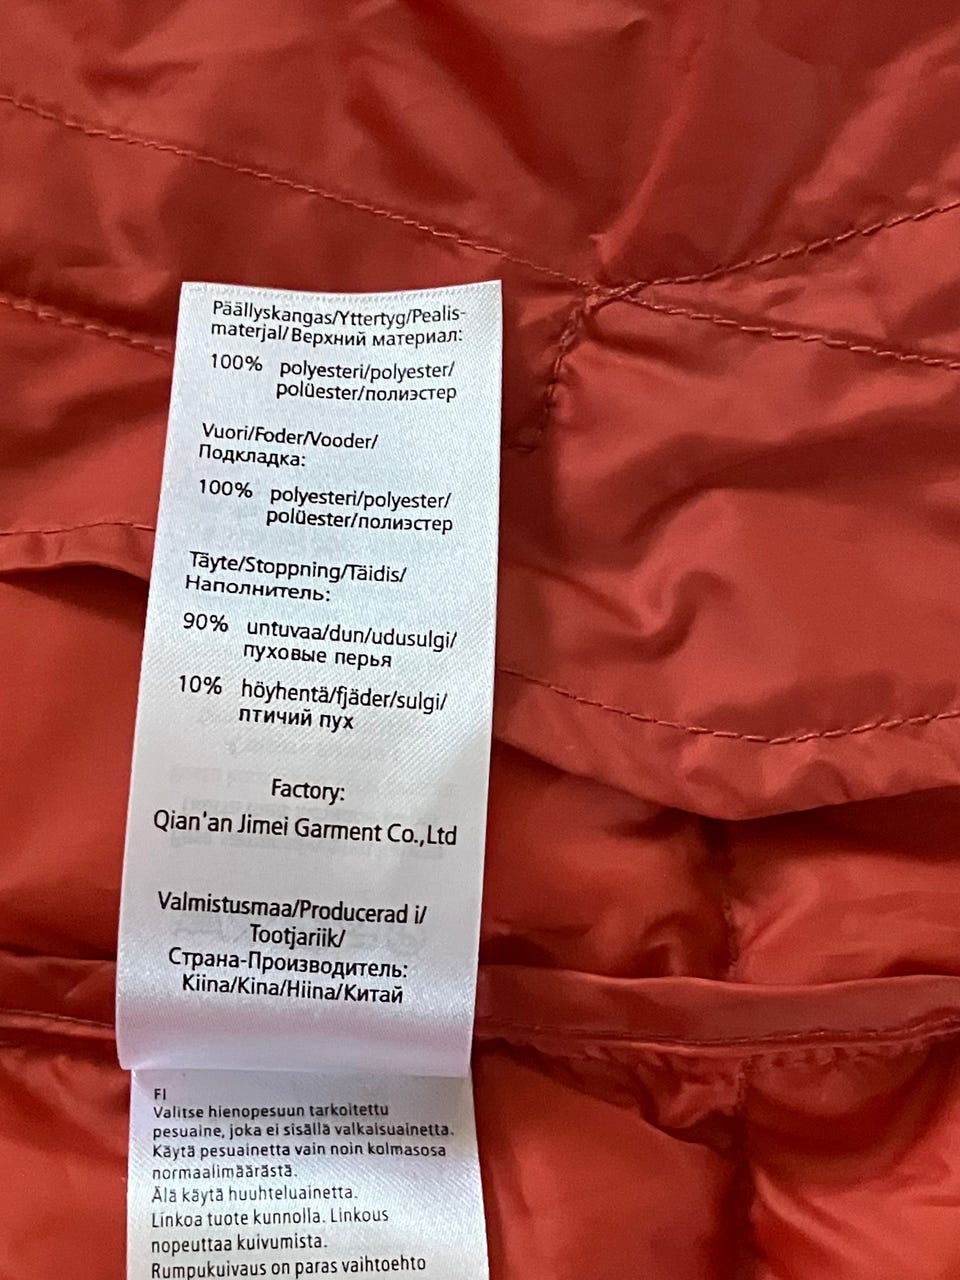 Päällyskangas/Yttertyg/Pealis-
materjal/Верхний материал:
100% polyesteri/polyester/
polüester/полиэстер
Vuori/Foder/Vooder/
Подкладка:
100% polyesteri/polyester/
polüester/полиэстер
Täyte/Stoppning/Täidis/
Наполнитель:
90% untuvaa/dun/udusulgi/
пуховые перья
10% höyhentä/fjäder/sulgi/
птичий пух
Factory:
Qian'an Jimei Garment Co.,Ltd
Valmistusmaa/Producerad i/
Tootjariik/
Страна-Производитель:
Kiina/Kina/Hiina/Китай
FI
Valitse hienopesuun tarkoitettu
pesuaine, joka ei sisällä valkaisuainetta.
Käytä pesuainetta vain noin kolmasosa
normaalimäärästä.
Älä käytä huuhteluainetta.
Linkoa tuote kunnolla. Linkous
nopeuttaa kuivumista.
Rumpukuivaus on paras vaihtoehto